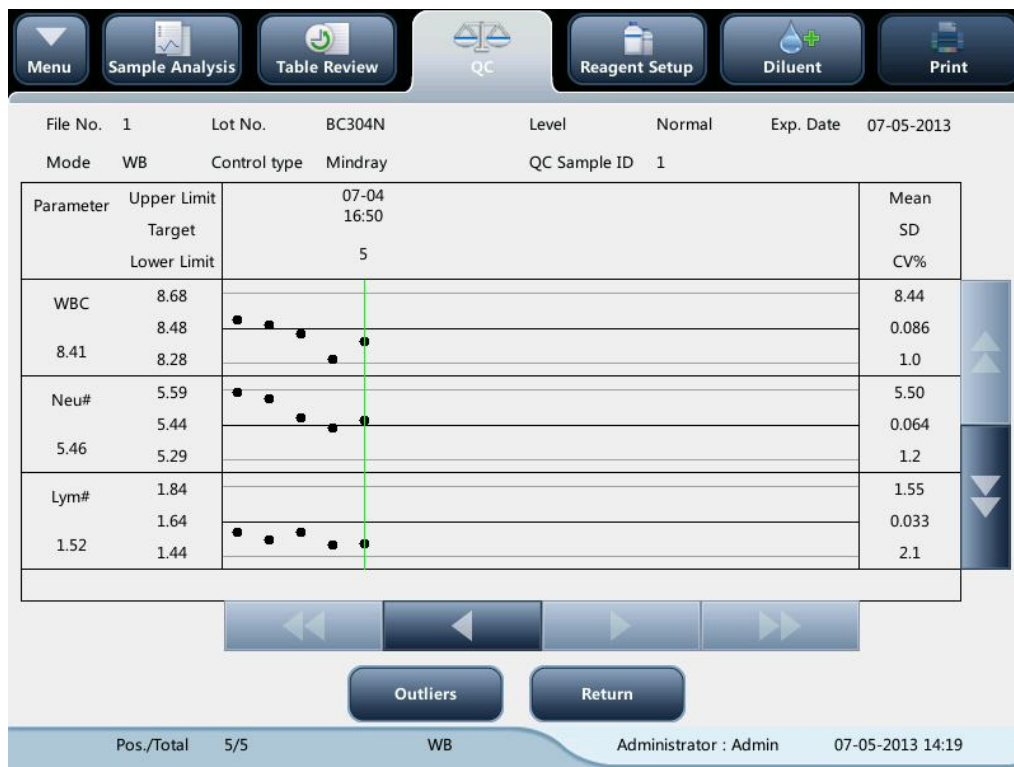 Menu Sample Analysis Table Review QC Reagent Setup Diluent Print
File No. 1 Lot No. BC304N Level Normal Exp. Date 07-05-2013
Mode WB Control type Mindray QC Sample ID 1
Parameter Upper Limit 07-04 Mean
16:50
Target SD
Lower Limit 5 CV%
WBC 8.68 8.44
8.48 0.086
8.41 8.28 1.0
Neu# 5.59 5.50
5.44 0.064
5.46 5.29 1.2
Lym# 1.84 1.55
1.64 0.033
1.52 1.44 2.1
Outliers Return
Pos./Total 5/5 WB Administrator : Admin 07-05-2013 14:19